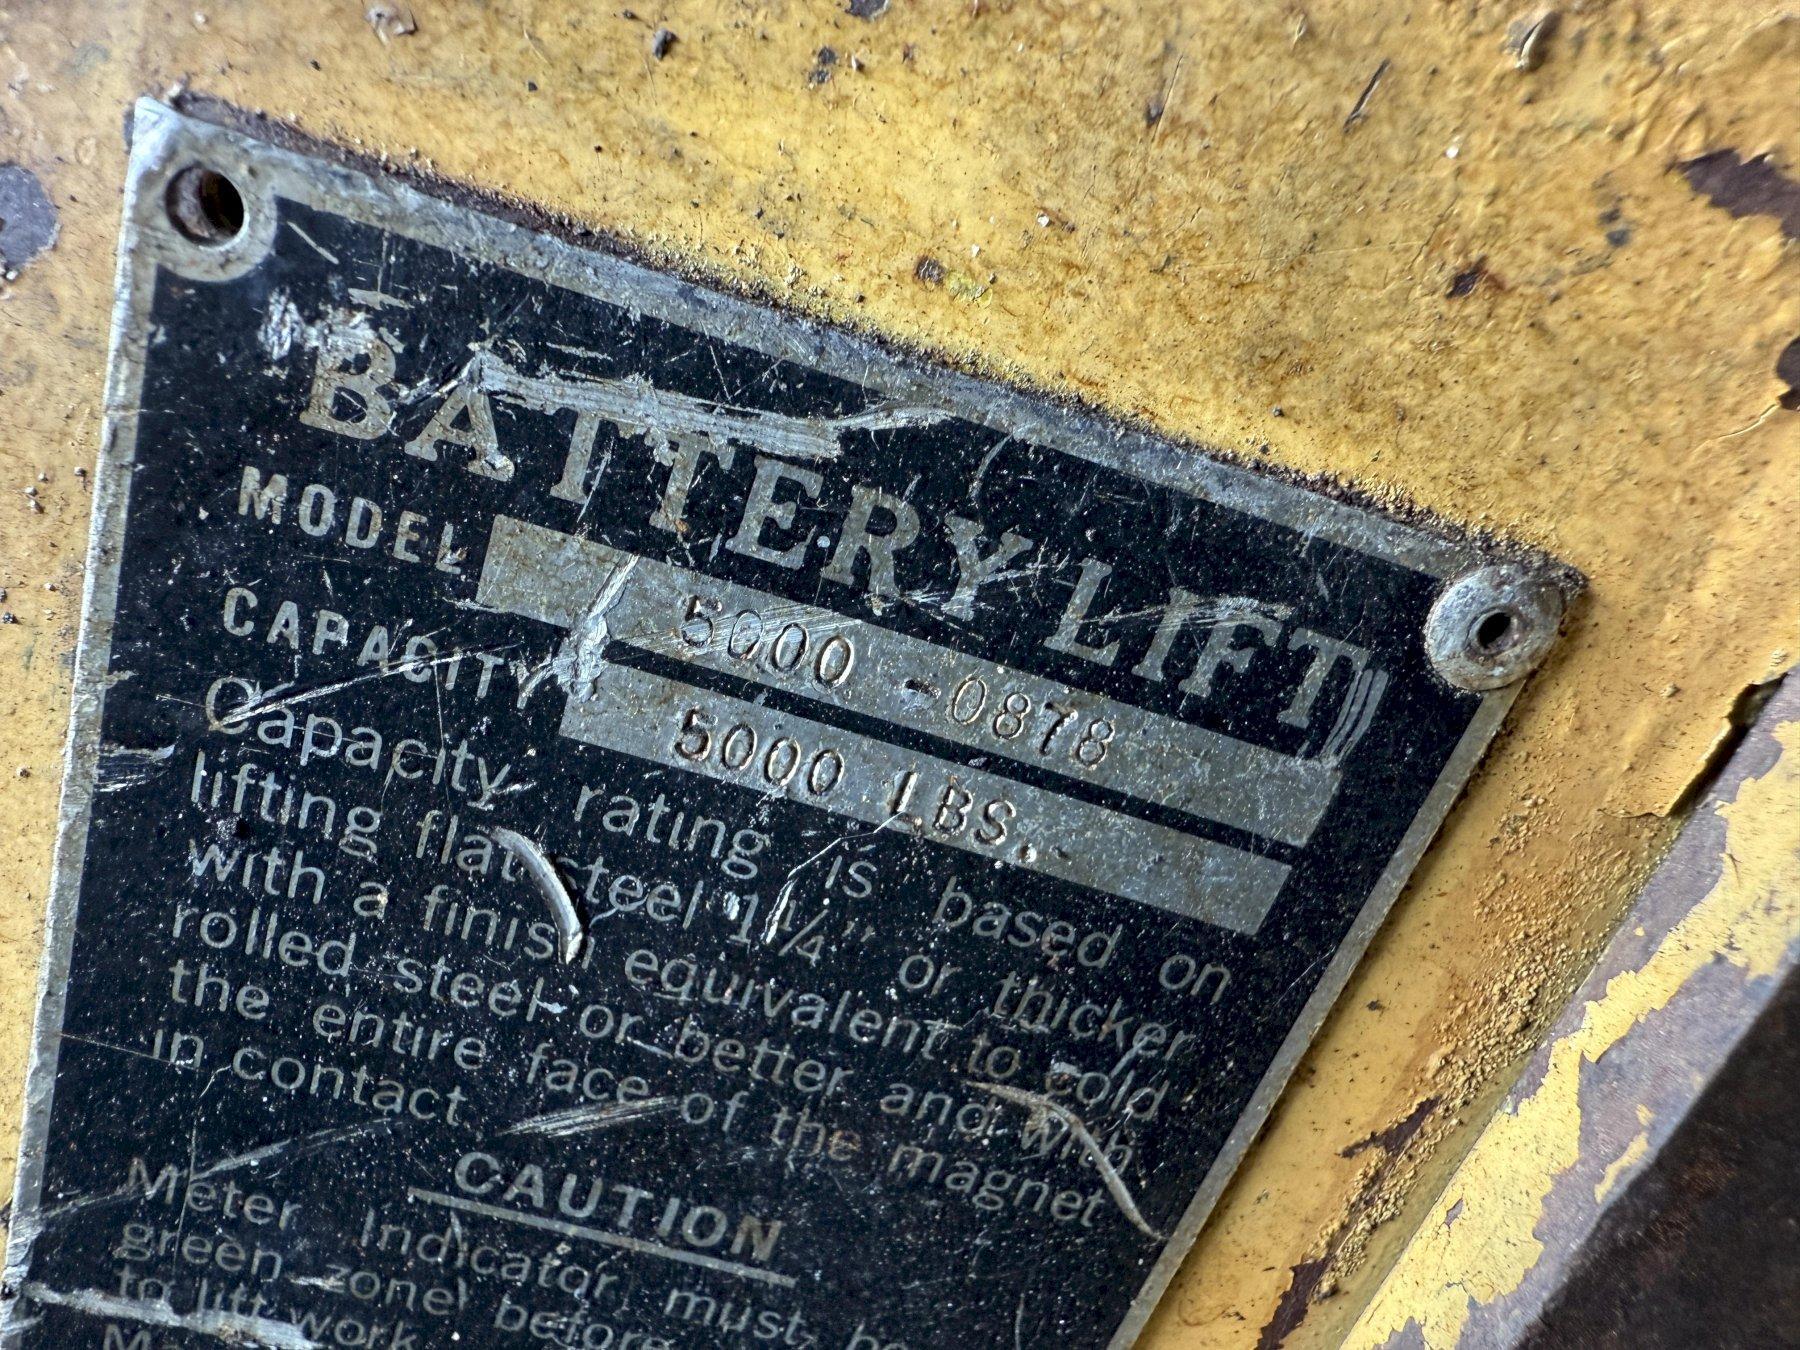 BATTERY LIFT
MODEL 5000-0878
CAPACITY 5000 LBS.
Capacity rating is based on
lifting flat steel 1¼" or thicker
with a finish equivalent to cold
rolled steel or better and with
the entire face of the magnet
in contact
CAUTION
Meter Indicator must be
green zone before
to lift work